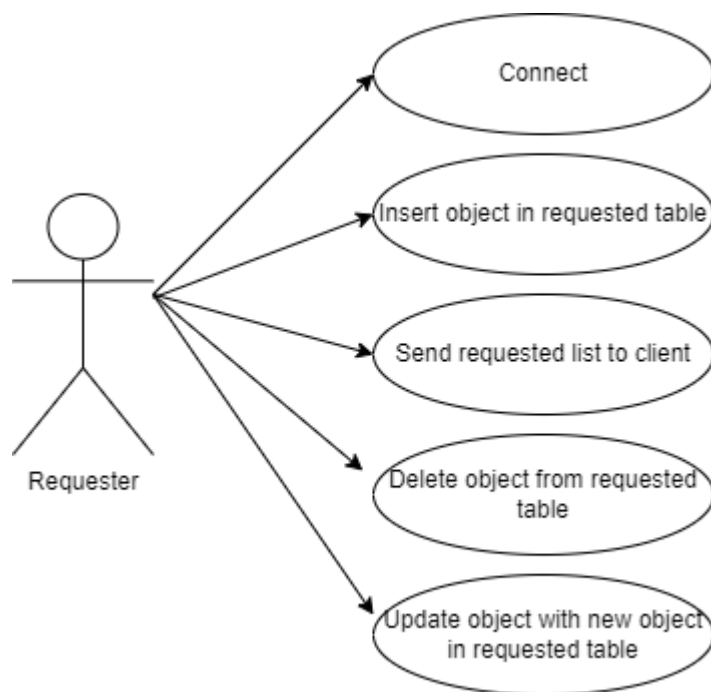 Connect
Insert object in requested table
Send requested list to client
Requester
Delete object from requested
table
Update object with new object
in requested table